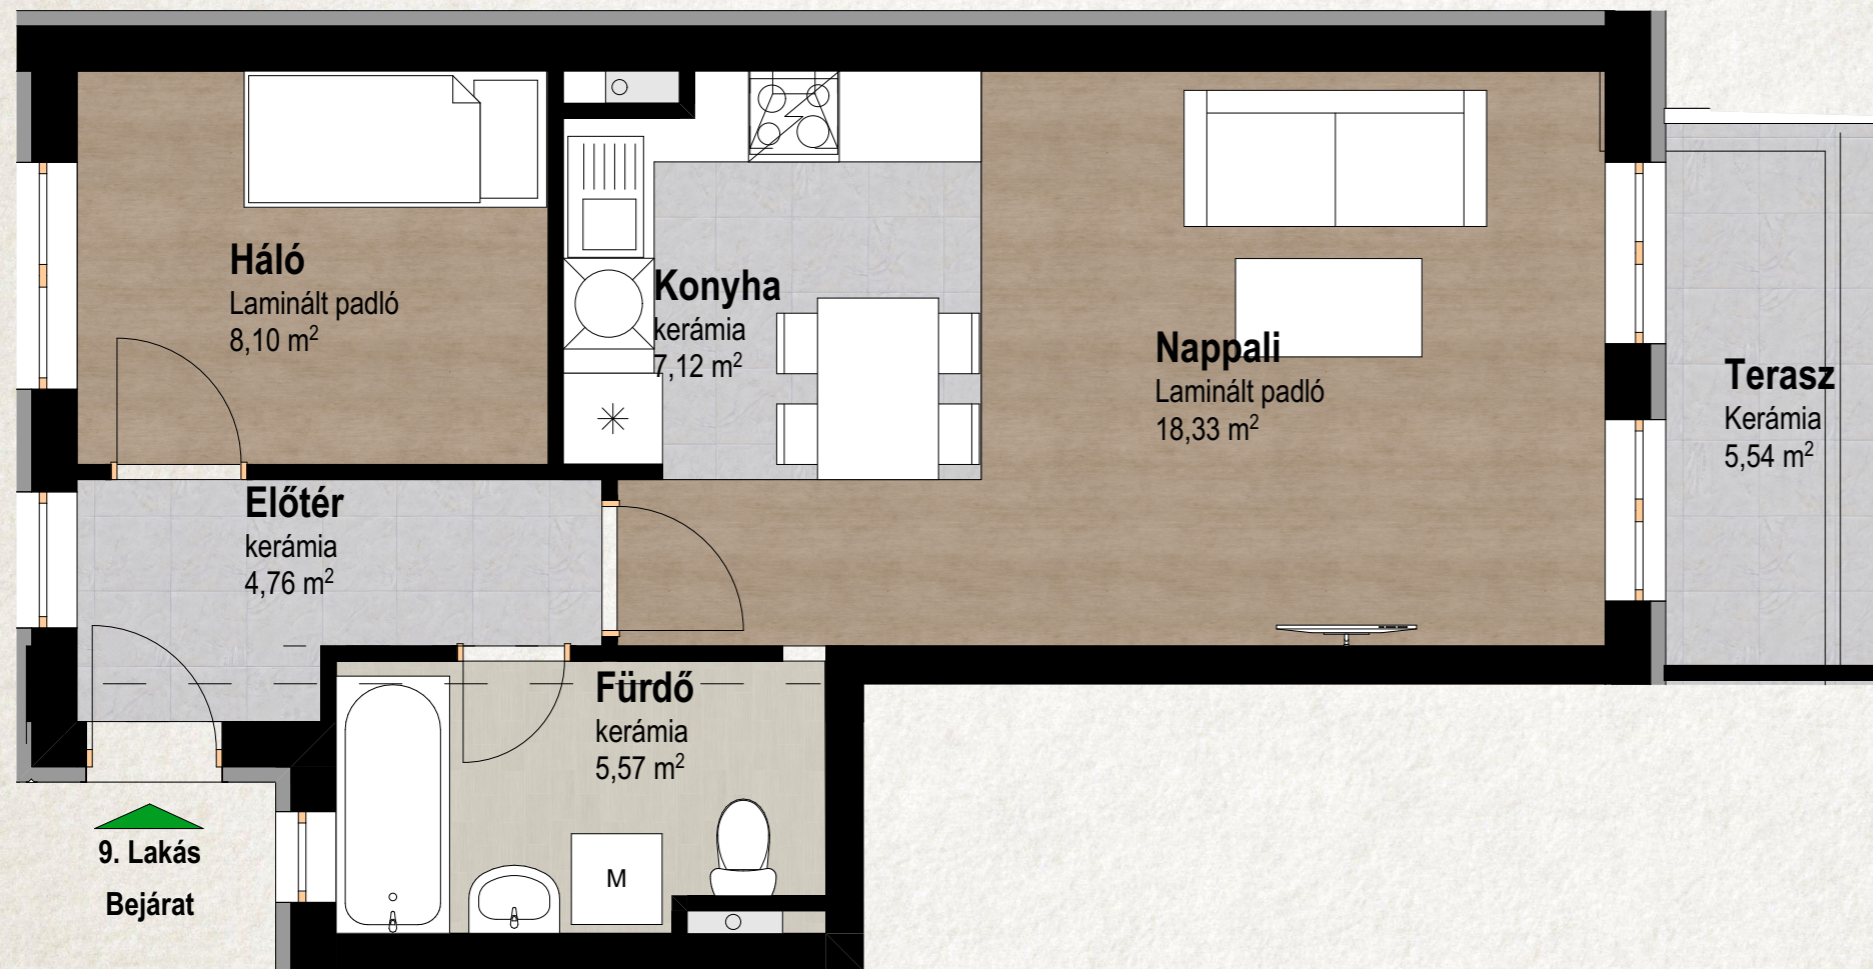 Háló
Laminált padló
8,10 m²
Konyha
kerámia
7,12 m²
Nappali
Laminált padló
18,33 m²
Terasz
Kerámia
5,54 m²
Előtér
kerámia
4,76 m²
Fürdő
kerámia
5,57 m²
M
9. Lakás
Bejárat